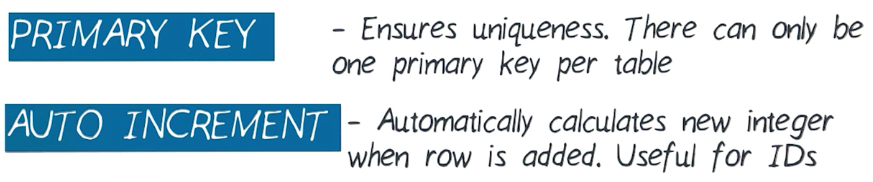 PRIMARY KEY - Ensures uniqueness. There can only be
one primary key per table
AUTO INCREMENT - Automatically calculates new integer
when row is added. Useful for IDs